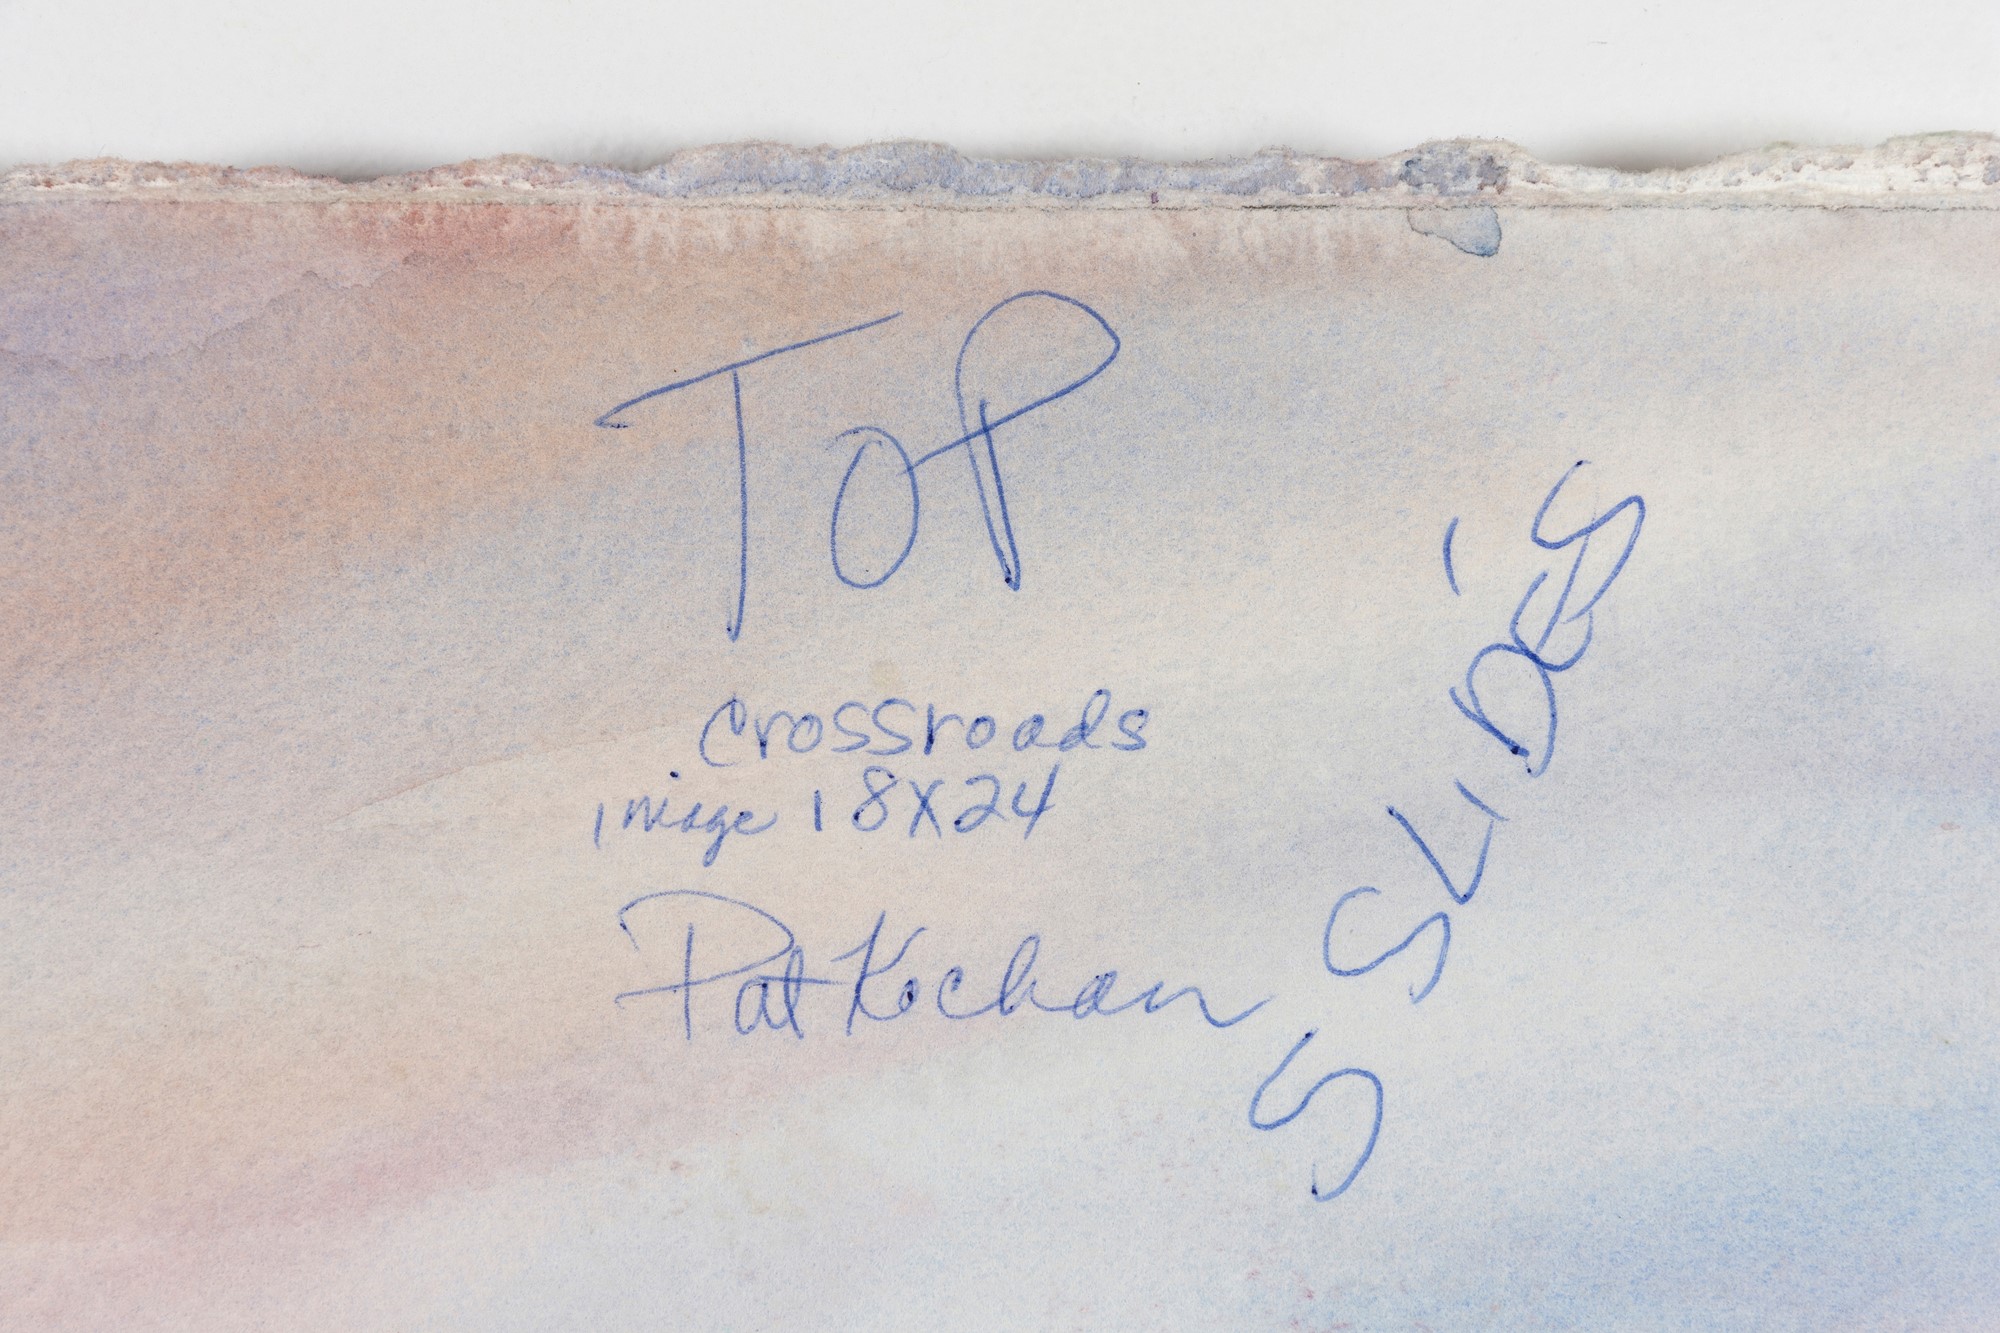 TOP
crossroads
image 18X24
Pat Kochan
S SLIDES